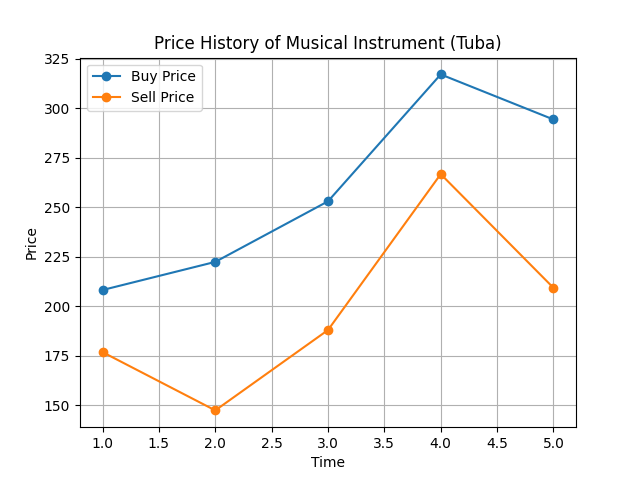 Price History of Musical Instrument (Tuba)
Buy Price
Sell Price
325
300
275
250
225
200
175
150
Price
1.0 1.5 2.0 2.5 3.0 3.5 4.0 4.5 5.0
Time